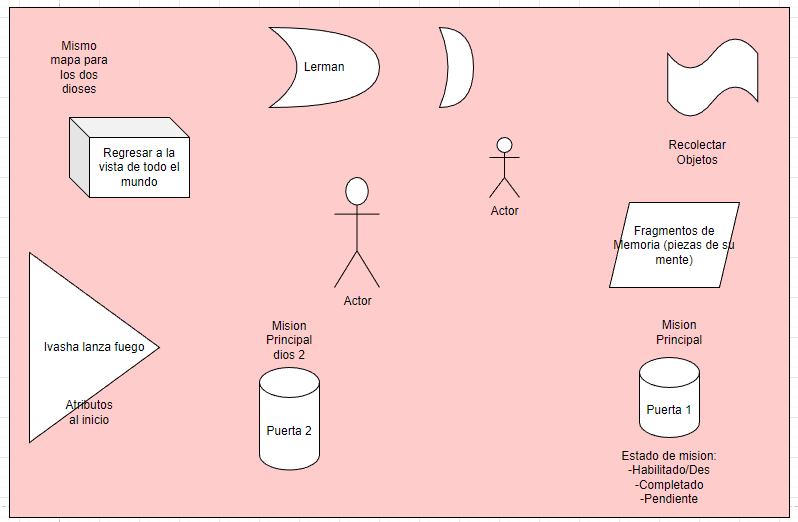 Mismo
mapa para
los dos
dioses
Lerman
Regresar a la
vista de todo el
mundo
Recolectar
Objetos
Actor
Actor
Fragmentos de
Memoria (piezas de su
mente)
Ivasha lanza fuego
Atributos
al inicio
Mision
Principal
dios 2
Puerta 2
Mision
Principal
Puerta 1
Estado de mision:
-Habilitado/Des
-Completado
-Pendiente